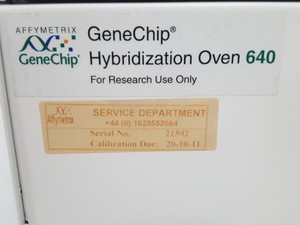 AFFYMETRIX
GeneChip
GeneChip®
Hybridization Oven 640
For Research Use Only
Affymetrix
SERVICE DEPARTMENT
+44 (0) 1628552564
Serial No. 21592
Calibration Due: 20-10-11